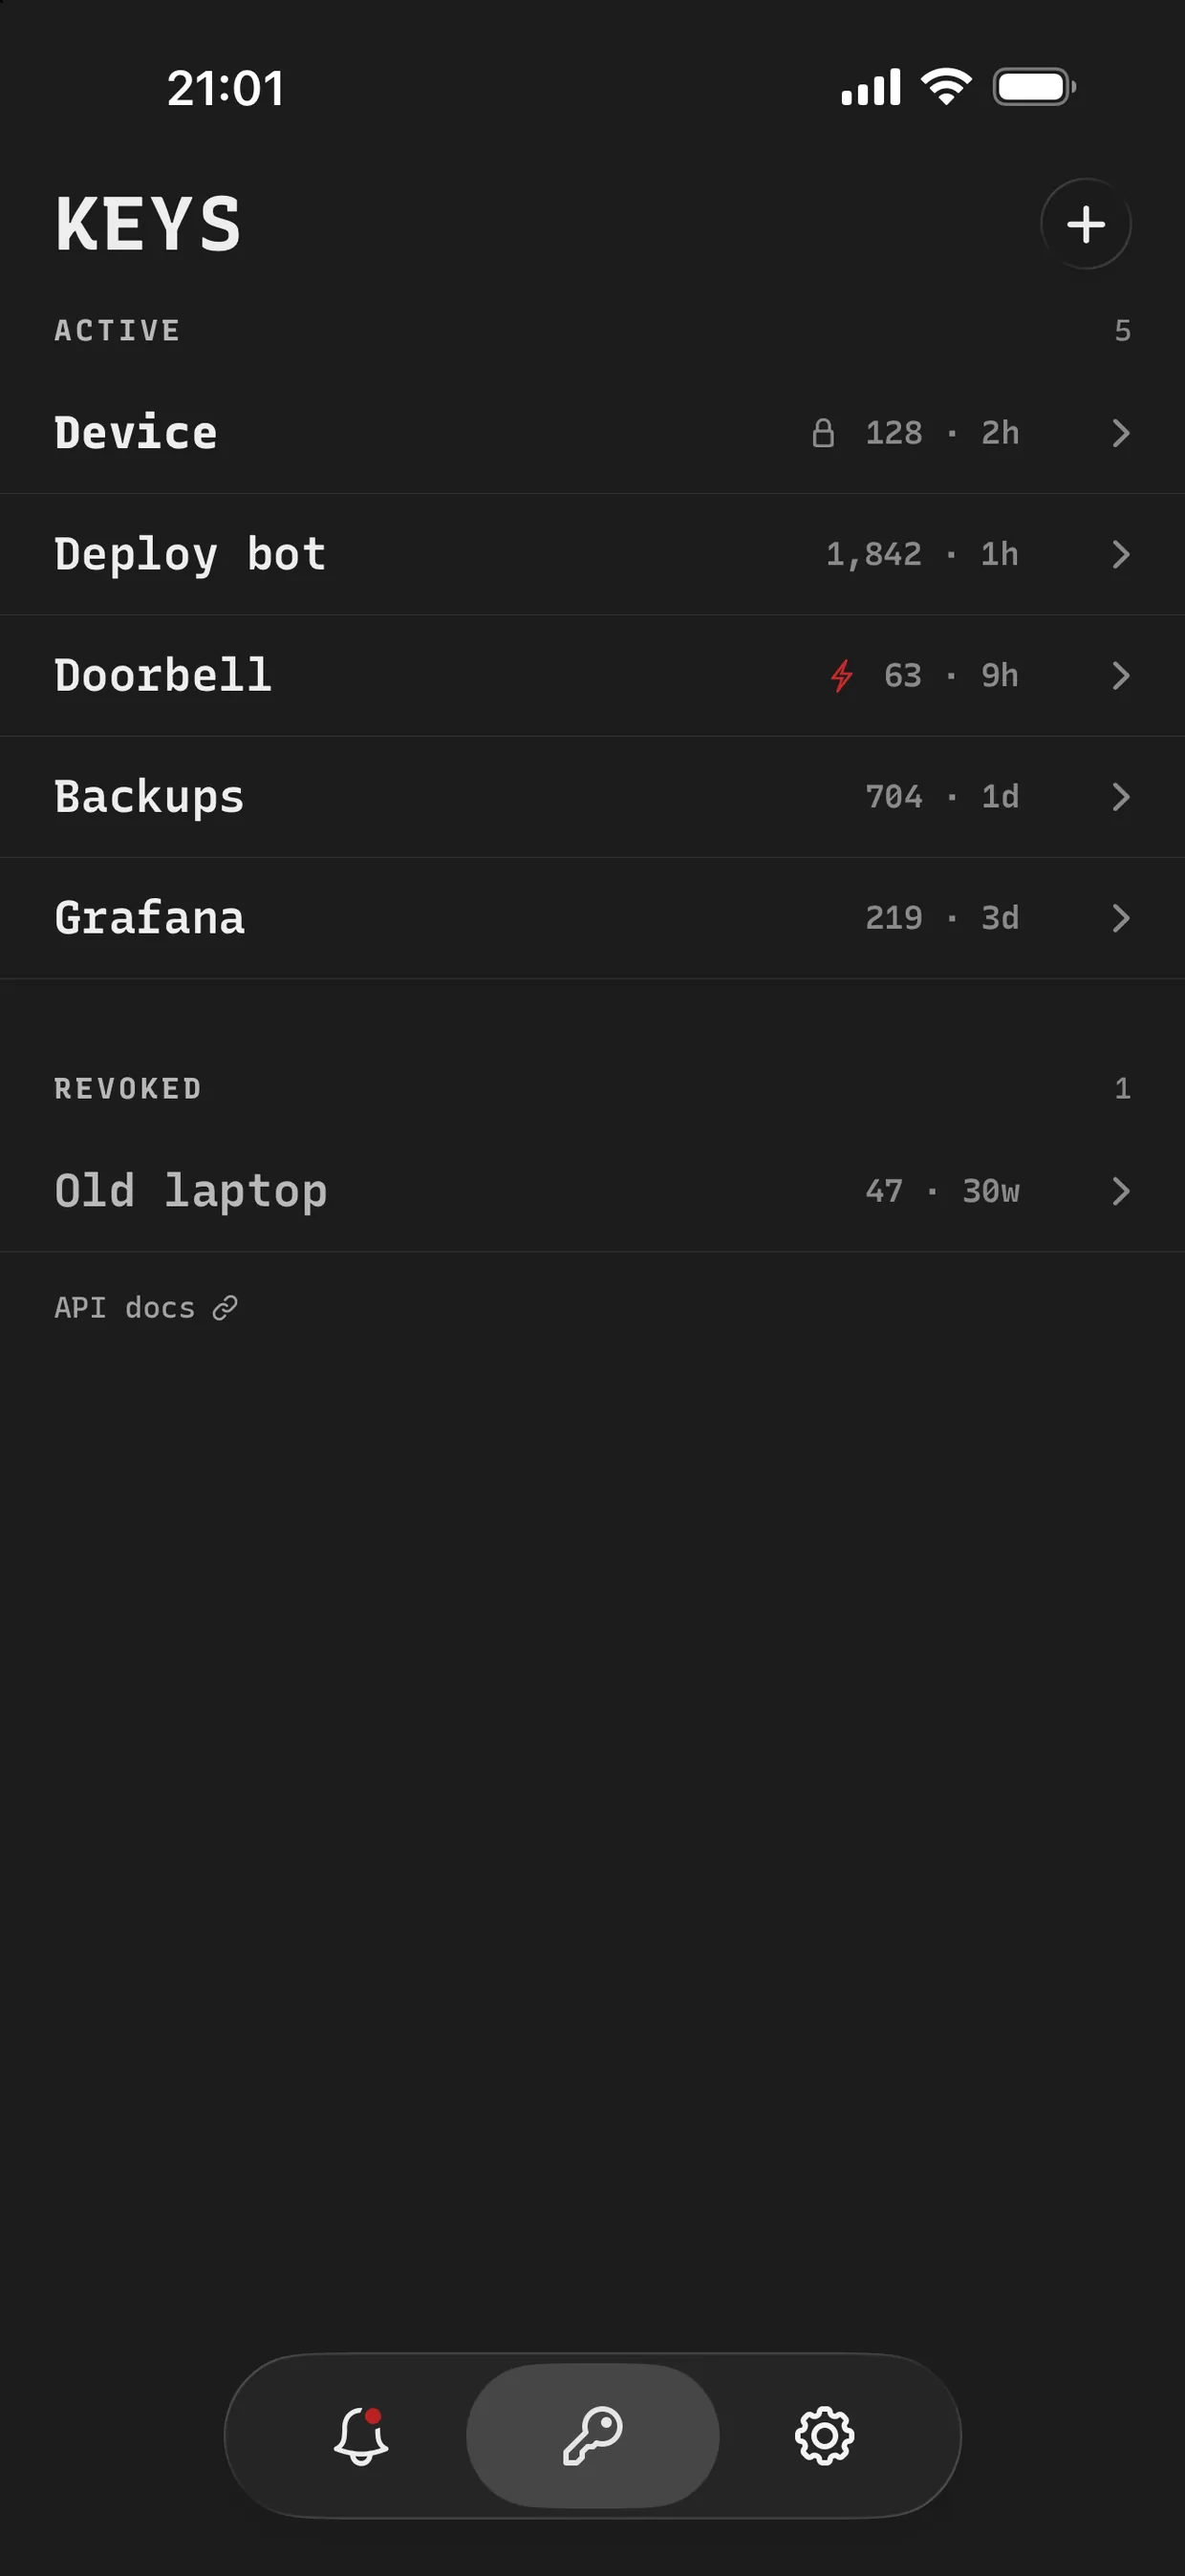 21:01
KEYS
ACTIVE 5
Device 128 · 2h
Deploy bot 1,842 · 1h
Doorbell 63 · 9h
Backups 704 · 1d
Grafana 219 · 3d
REVOKED 1
Old laptop 47 · 30w
API docs